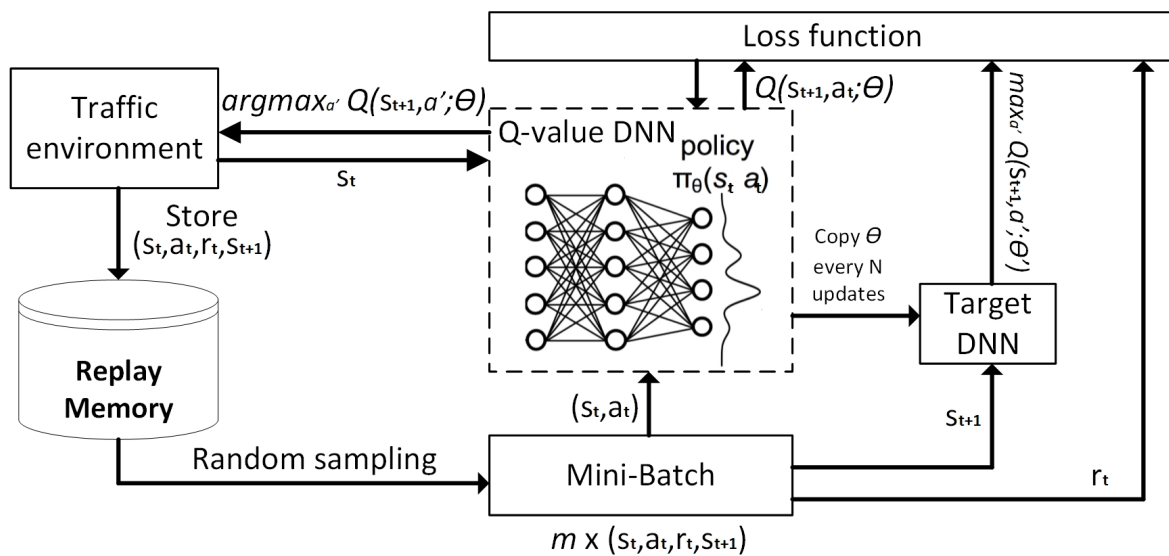 Loss function
Traffic
environment
argmaxₐ′ Q(sₜ₊₁,a′;Θ)
sₜ
Q(sₜ₊₁,aₜ;Θ)
maxₐ′ Q(sₜ₊₁,a′;Θ′)
Q-value DNN
policy
πθ(sₜ aₜ)
Store
(sₜ,aₜ,rₜ,sₜ₊₁)
Copy Θ
every N
updates
Target
DNN
Replay
Memory
(sₜ,aₜ)
sₜ₊₁
Random sampling
Mini-Batch
rₜ
m x (sₜ,aₜ,rₜ,sₜ₊₁)